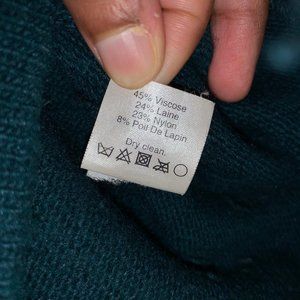 45% Viscose
24% Laine
23% Nylon
8% Poil De Lapin
Dry clean.